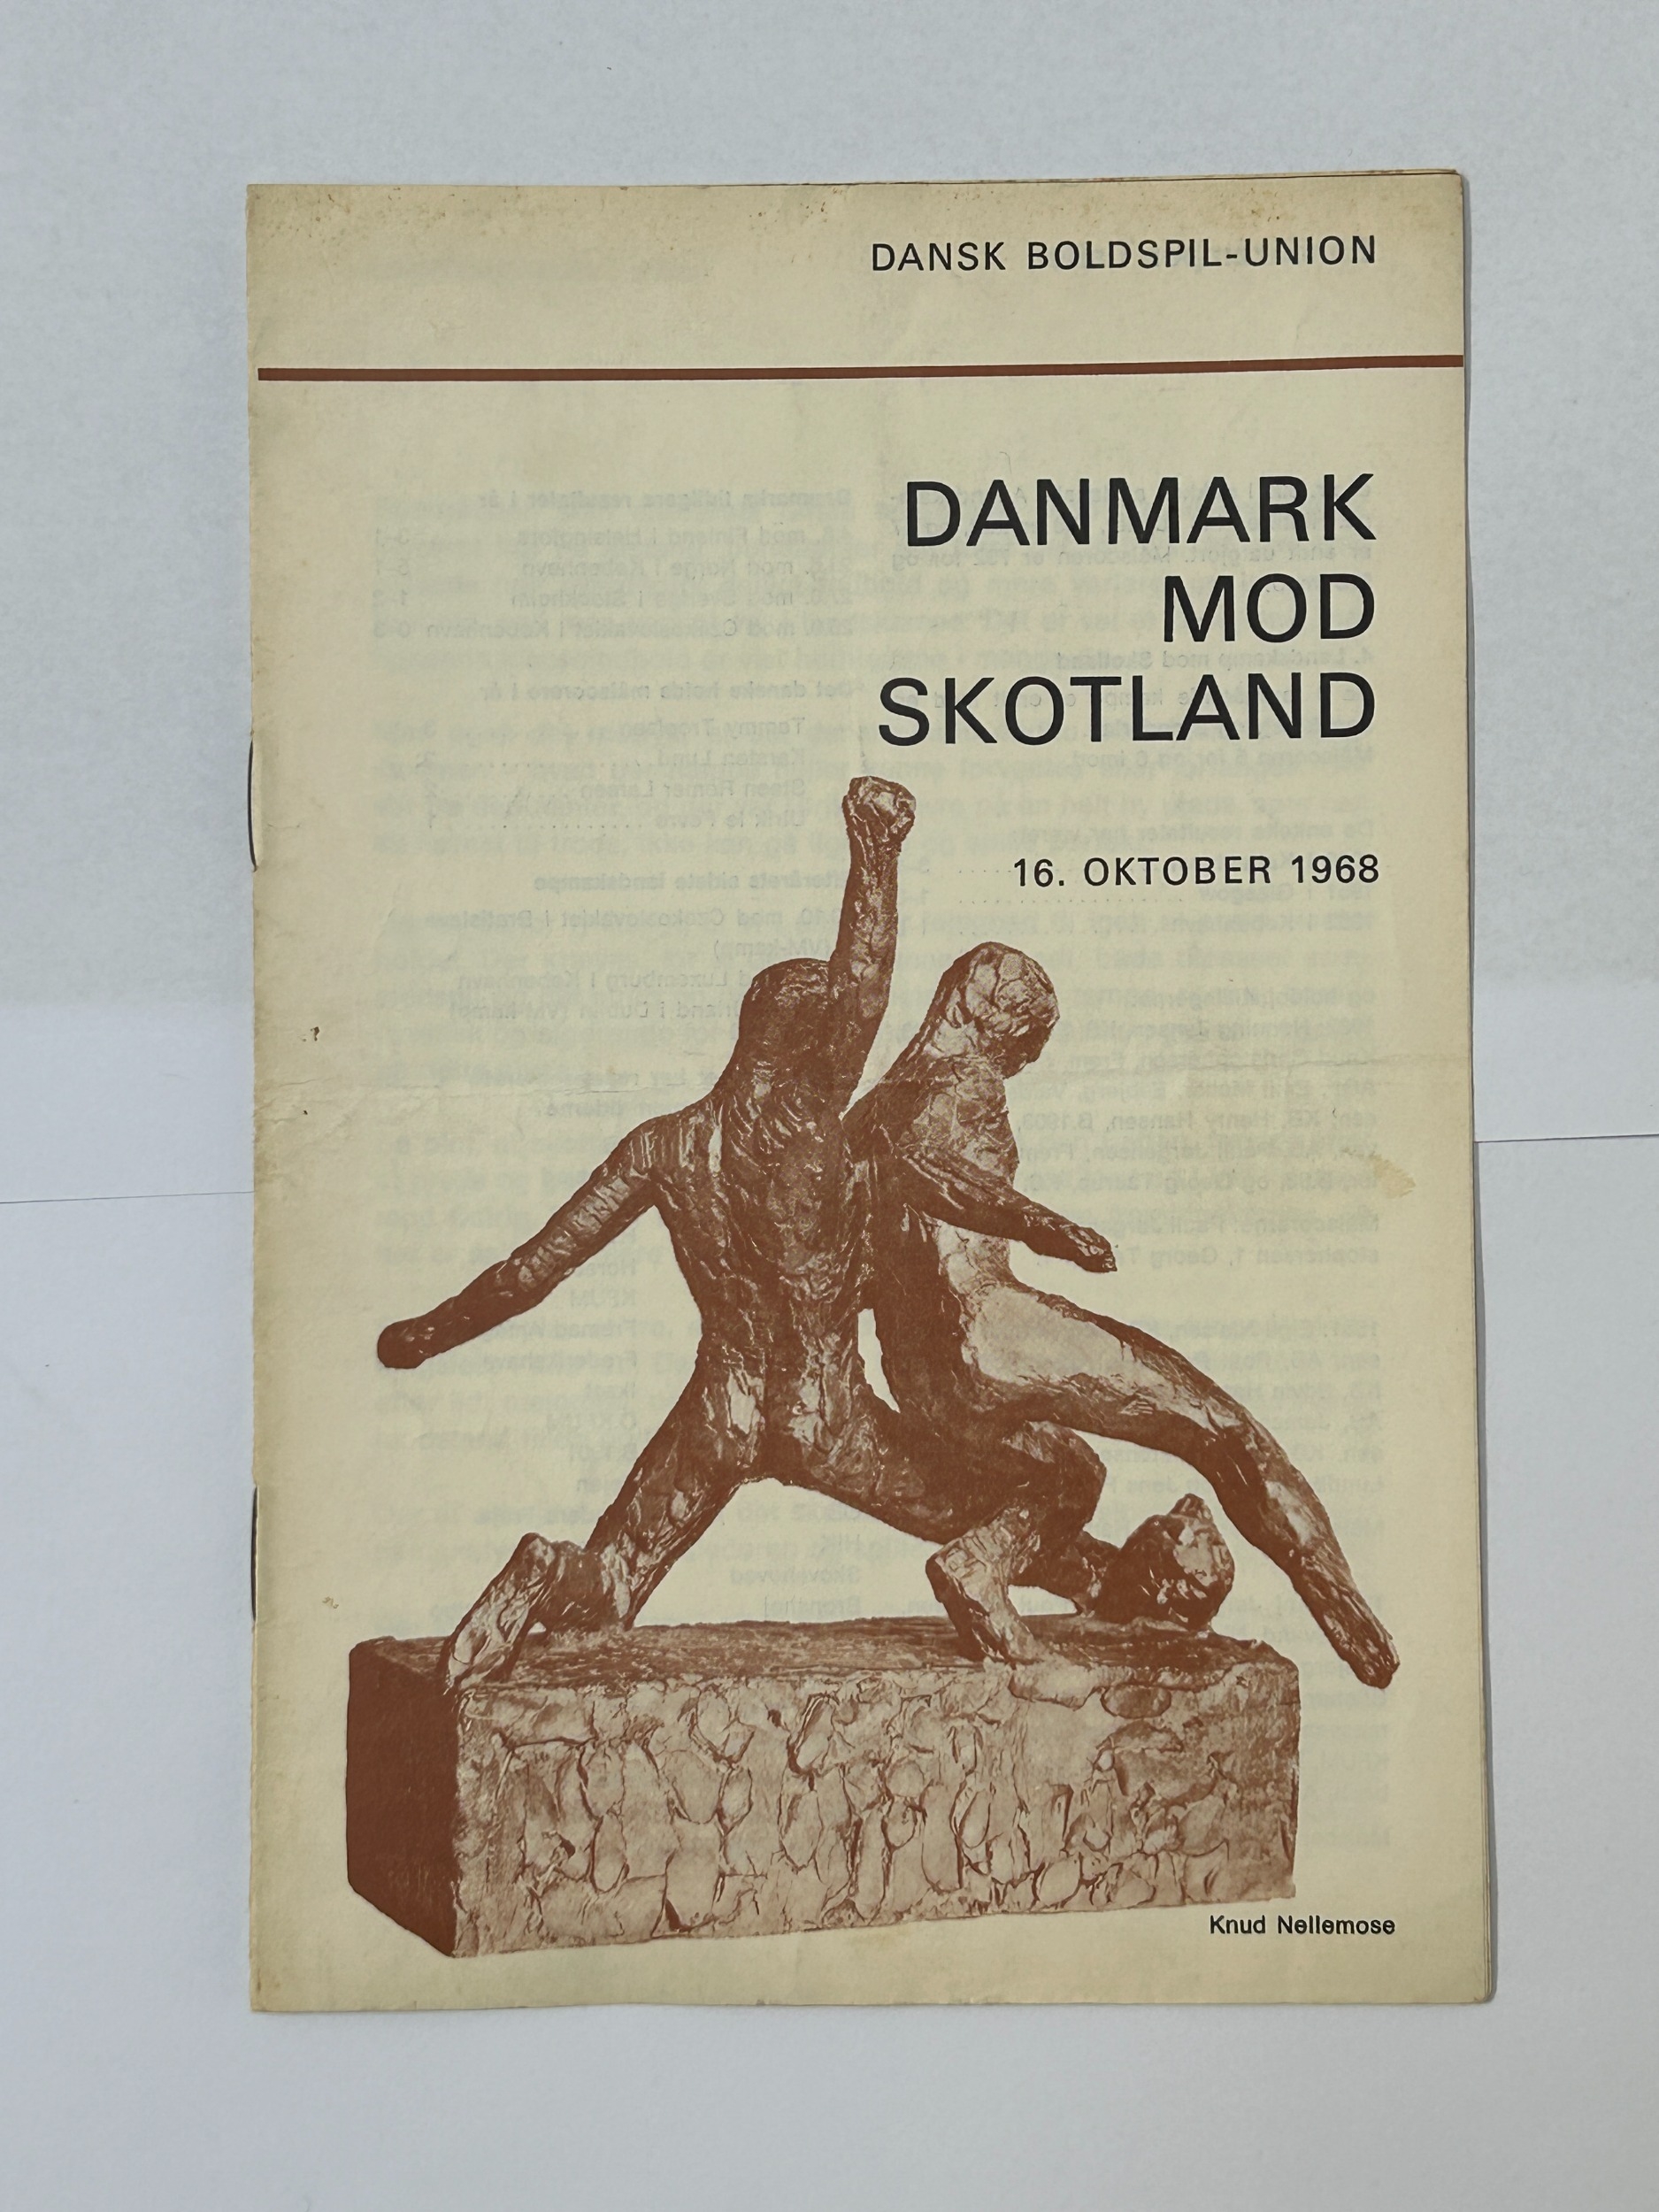 DANSK BOLDSPIL-UNION
DANMARK
MOD
SKOTLAND
16. OKTOBER 1968
Knud Nellemose